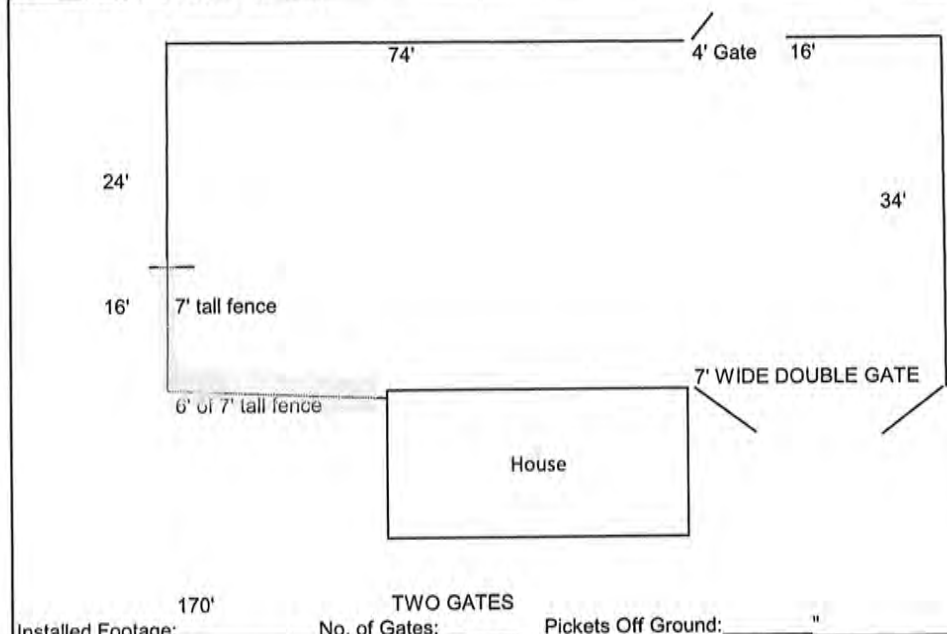 74'
4' Gate
16'
24'
34'
16'
7' tall fence
7' WIDE DOUBLE GATE
6' of 7' tall fence
House
170'
TWO GATES
Installed Footage:
No. of Gates:
Pickets Off Ground: "